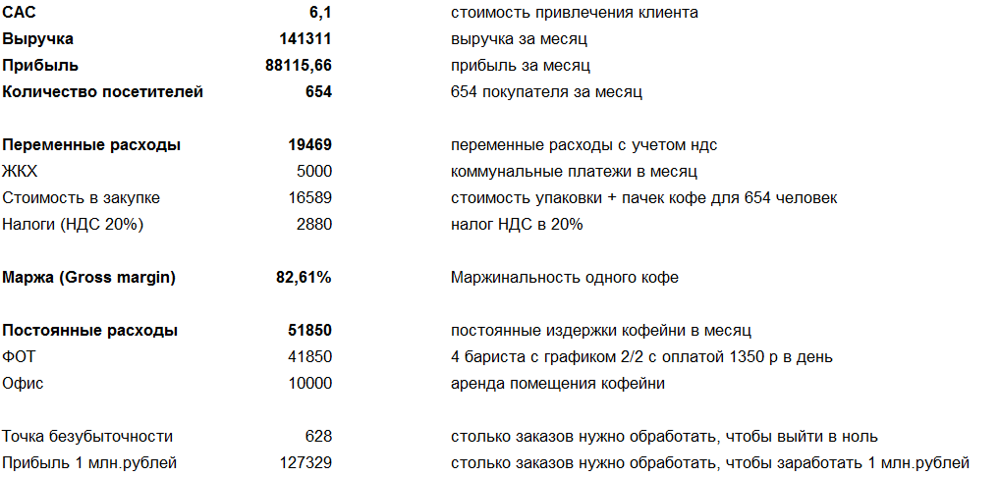 CAC 6,1 стоимость привлечения клиента
Выручка 141311 выручка за месяц
Прибыль 88115,66 прибыль за месяц
Количество посетителей 654 654 покупателя за месяц
Переменные расходы 19469 переменные расходы с учетом ндс
ЖКХ 5000 коммунальные платежи в месяц
Стоимость в закупке 16589 стоимость упаковки + пачек кофе для 654 человек
Налоги (НДС 20%) 2880 налог НДС в 20%
Маржа (Gross margin) 82,61% Маржинальность одного кофе
Постоянные расходы 51850 постоянные издержки кофейни в месяц
ФОТ 41850 4 бариста с графиком 2/2 с оплатой 1350 р в день
Офис 10000 аренда помещения кофейни
Точка безубыточности 628 столько заказов нужно обработать, чтобы выйти в ноль
Прибыль 1 млн.рублей 127329 столько заказов нужно обработать, чтобы заработать 1 млн.рублей